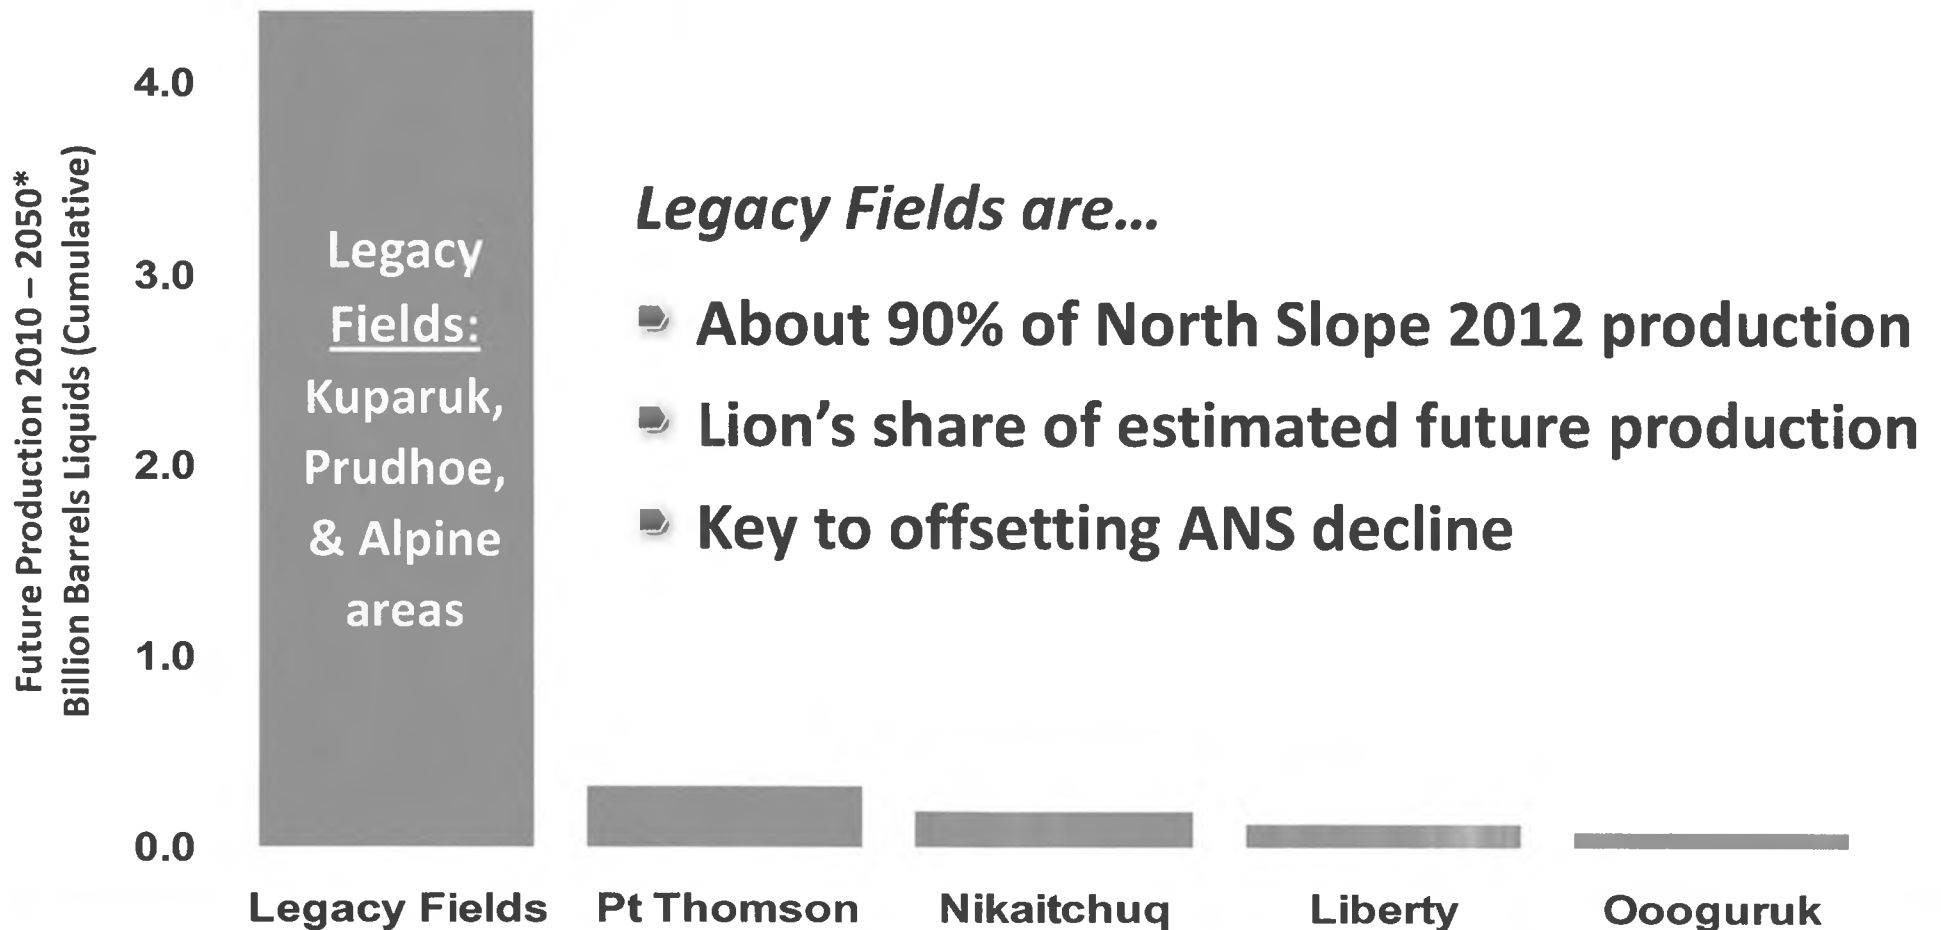 Future Production 2010 – 2050*
Billion Barrels Liquids (Cumulative)
4.0
3.0
2.0
1.0
0.0
Legacy
Fields:
Kuparuk,
Prudhoe,
& Alpine
areas
Legacy Fields are...
About 90% of North Slope 2012 production
Lion's share of estimated future production
Key to offsetting ANS decline
Legacy Fields
Pt Thomson
Nikaitchuq
Liberty
Oooguruk